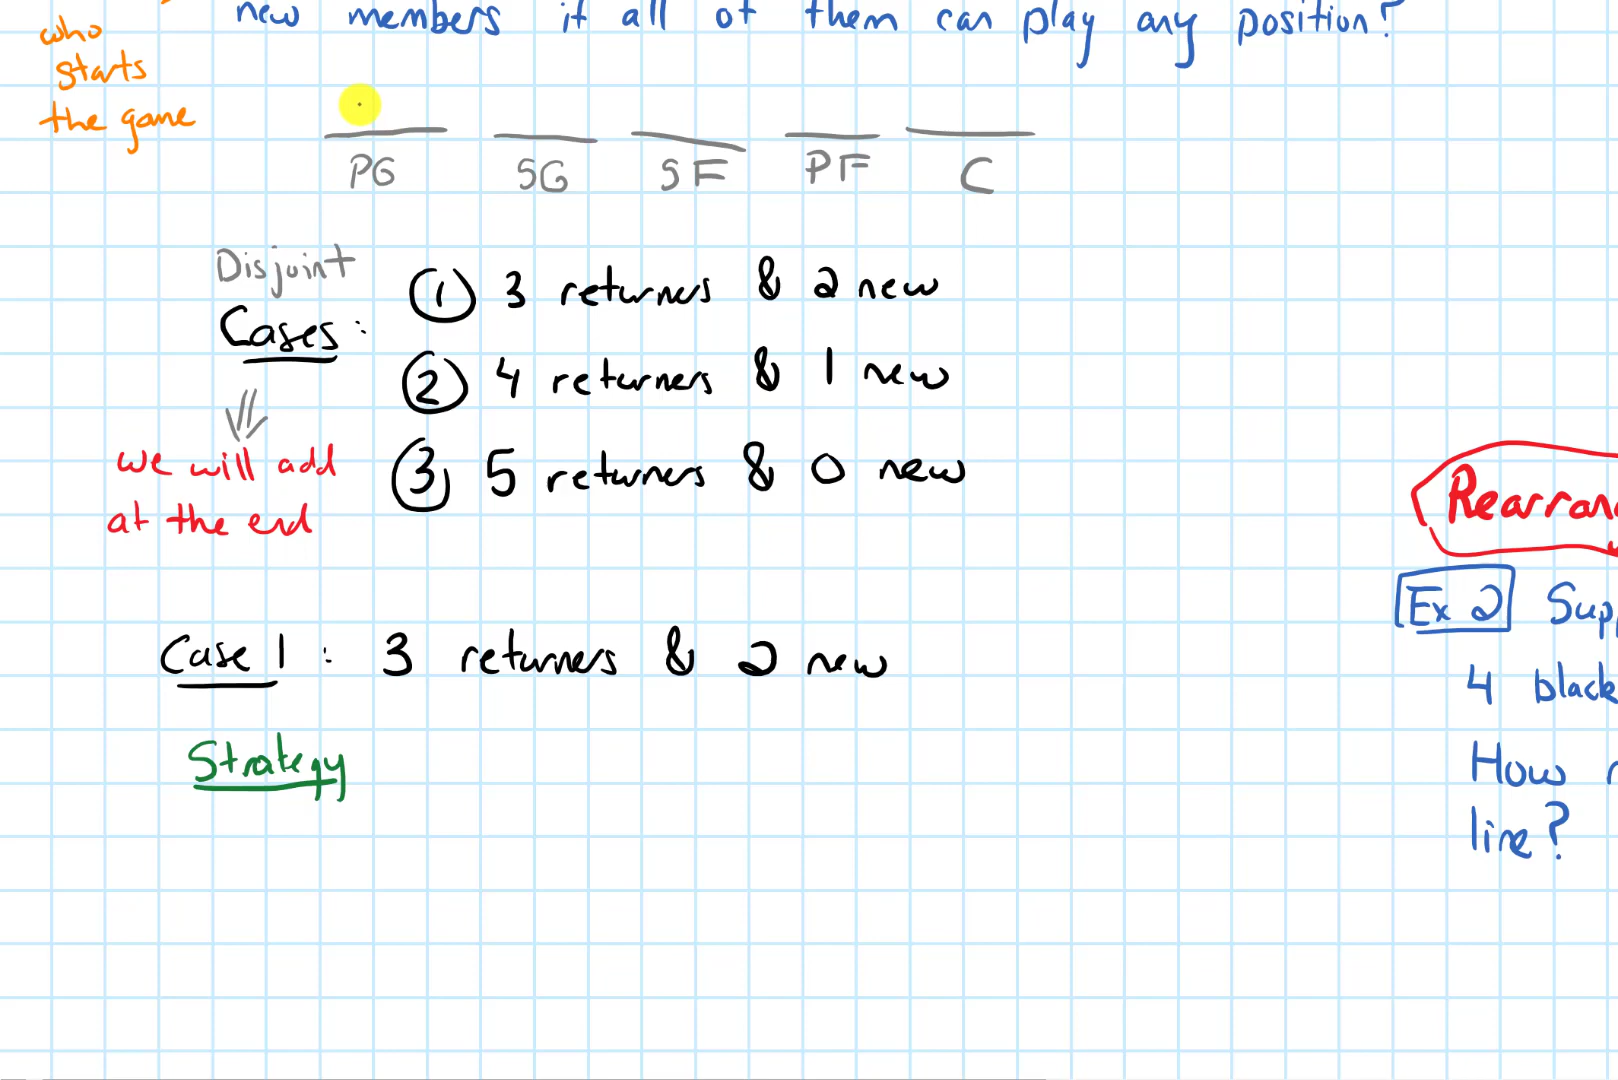 new members if all of them can play any position?
who
starts
the game
PG SG SF PF C
Disjoint
Cases:
① 3 returners & 2 new
② 4 returners & 1 new
③ 5 returners & 0 new
we will add
at the end
Case 1: 3 returners & 2 new
Strategy
Ex 2
4 black
How
line?